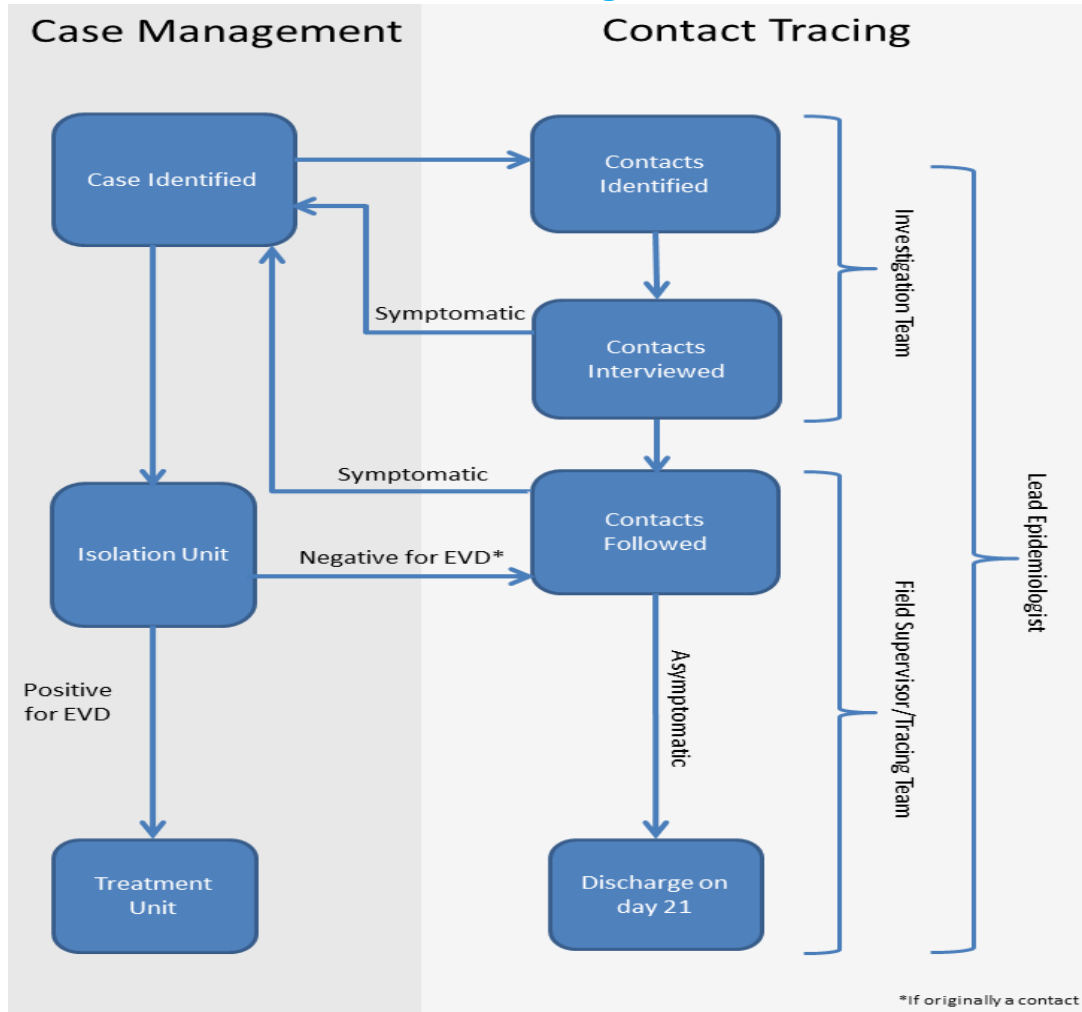 Case Management
Contact Tracing
Case Identified
Contacts
Identified
Symptomatic
Contacts
Interviewed
Investigation Team
Symptomatic
Contacts
Followed
Isolation Unit
Negative for EVD*
Lead Epidemiologist
Positive
for EVD
Asymptomatic
Field Supervisor/Tracing Team
Treatment
Unit
Discharge on
day 21
*If originally a contact